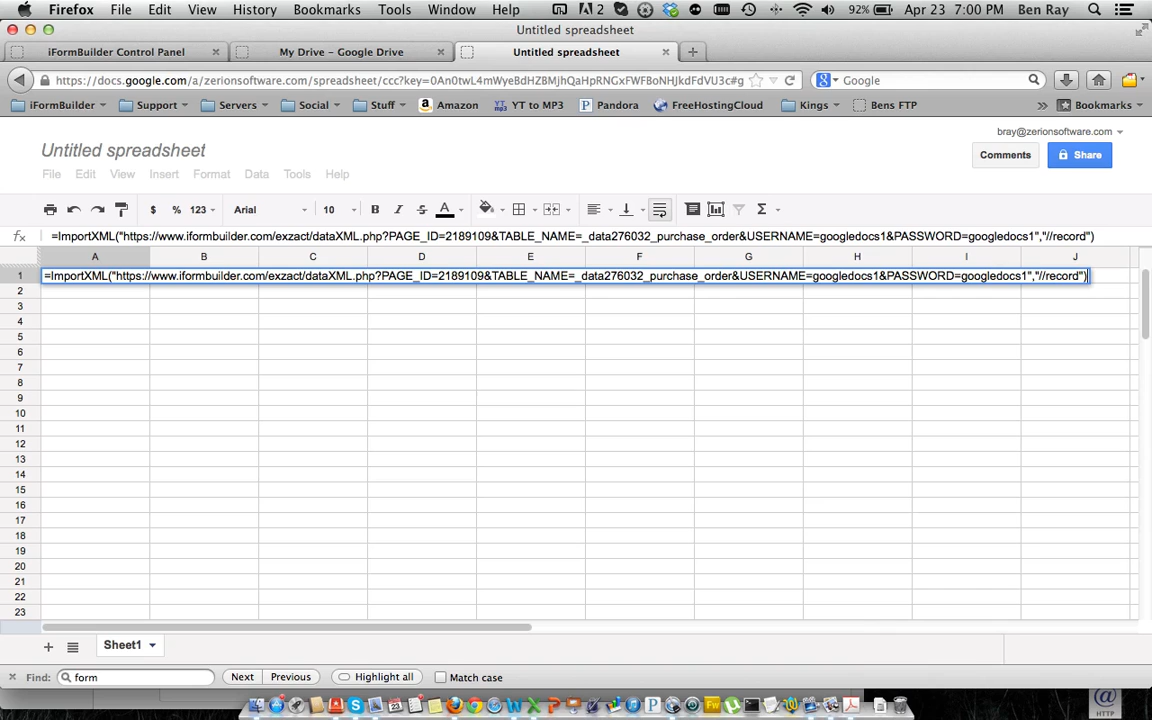 Firefox File Edit View History Bookmarks Tools Window Help 2 92% Apr 23 7:00 PM Ben Ray
Untitled spreadsheet
iFormBuilder Control Panel × My Drive – Google Drive × Untitled spreadsheet × +
https://docs.google.com/a/zerionsoftware.com/spreadsheet/ccc?key=0An0twL4mWyeBdHZBMjhQaHpRNGxFWFBoNHJkdFdVU3c#g Google
iFormBuilder Support Servers Social Stuff Amazon YT to MP3 Pandora FreeHostingCloud Kings Bens FTP » Bookmarks
bray@zerionsoftware.com
Untitled spreadsheet
Comments Share
File Edit View Insert Format Data Tools Help
$ % 123 Arial 10 B I S A Σ
fx =ImportXML("https://www.iformbuilder.com/exzact/dataXML.php?PAGE_ID=2189109&TABLE_NAME=_data276032_purchase_order&USERNAME=googledocs1&PASSWORD=googledocs1","//record")
A B C D E F G H I J
1 =ImportXML("https://www.iformbuilder.com/exzact/dataXML.php?PAGE_ID=2189109&TABLE_NAME=_data276032_purchase_order&USERNAME=googledocs1&PASSWORD=googledocs1","//record")
2
3
4
5
6
7
8
9
10
11
12
13
14
15
16
17
18
19
20
21
22
23
+ Sheet1
× Find: form Next Previous Highlight all Match case
@
HTTP